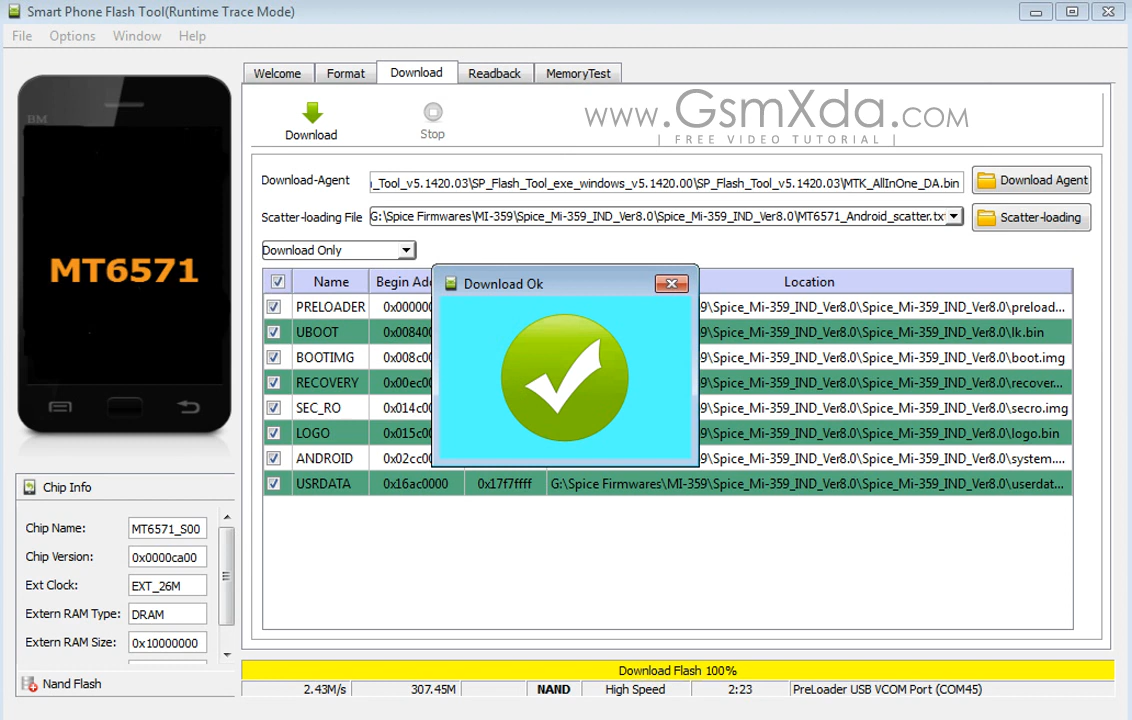 Smart Phone Flash Tool(Runtime Trace Mode)
File Options Window Help
BM
MT6571
Welcome Format Download Readback MemoryTest
Download
Stop
www.GsmXda.com
| FREE VIDEO TUTORIAL |
Download-Agent
ı_Tool_v5.1420.03\SP_Flash_Tool_exe_windows_v5.1420.00\SP_Flash_Tool_v5.1420.03\MTK_AllInOne_DA.bin
Download Agent
Scatter-loading File
G:\Spice Firmwares\MI-359\Spice_Mi-359_IND_Ver8.0\Spice_Mi-359_IND_Ver8.0\MT6571_Android_scatter.tx
Scatter-loading
Download Only
Name Begin Add Location
PRELOADER 0x000000 9\Spice_Mi-359_IND_Ver8.0\Spice_Mi-359_IND_Ver8.0\preload...
UBOOT 0x008400 9\Spice_Mi-359_IND_Ver8.0\Spice_Mi-359_IND_Ver8.0\lk.bin
BOOTIMG 0x008c00 9\Spice_Mi-359_IND_Ver8.0\Spice_Mi-359_IND_Ver8.0\boot.img
RECOVERY 0x00ec00 9\Spice_Mi-359_IND_Ver8.0\Spice_Mi-359_IND_Ver8.0\recover...
SEC_RO 0x014c00 9\Spice_Mi-359_IND_Ver8.0\Spice_Mi-359_IND_Ver8.0\secro.img
LOGO 0x015c00 9\Spice_Mi-359_IND_Ver8.0\Spice_Mi-359_IND_Ver8.0\logo.bin
ANDROID 0x02cc00 9\Spice_Mi-359_IND_Ver8.0\Spice_Mi-359_IND_Ver8.0\system....
USRDATA 0x16ac0000 0x17f7ffff G:\Spice Firmwares\MI-359\Spice_Mi-359_IND_Ver8.0\Spice_Mi-359_IND_Ver8.0\userdat...
Download Ok
Chip Info
Chip Name: MT6571_S00
Chip Version: 0x0000ca00
Ext Clock: EXT_26M
Extern RAM Type: DRAM
Extern RAM Size: 0x10000000
Nand Flash
Download Flash 100%
2.43M/s 307.45M NAND High Speed 2:23 PreLoader USB VCOM Port (COM45)